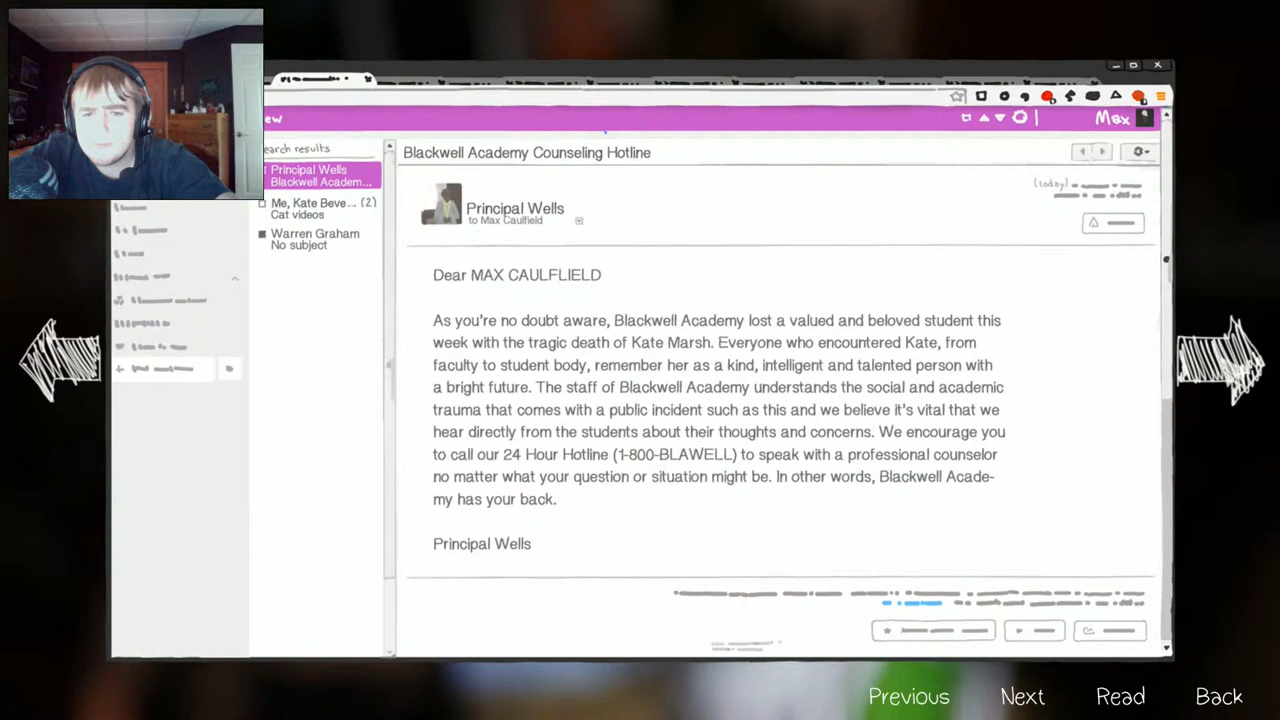 ew
Max
earch results
Principal Wells
Blackwell Academ...
Me, Kate Beve... (2)
Cat videos
Warren Graham
No subject
Blackwell Academy Counseling Hotline
(today)
Principal Wells
to Max Caulfield
Dear MAX CAULFLIELD
As you're no doubt aware, Blackwell Academy lost a valued and beloved student this
week with the tragic death of Kate Marsh. Everyone who encountered Kate, from
faculty to student body, remember her as a kind, intelligent and talented person with
a bright future. The staff of Blackwell Academy understands the social and academic
trauma that comes with a public incident such as this and we believe it's vital that we
hear directly from the students about their thoughts and concerns. We encourage you
to call our 24 Hour Hotline (1-800-BLAWELL) to speak with a professional counselor
no matter what your question or situation might be. In other words, Blackwell Acade-
my has your back.
Principal Wells
Previous
Next
Read
Back